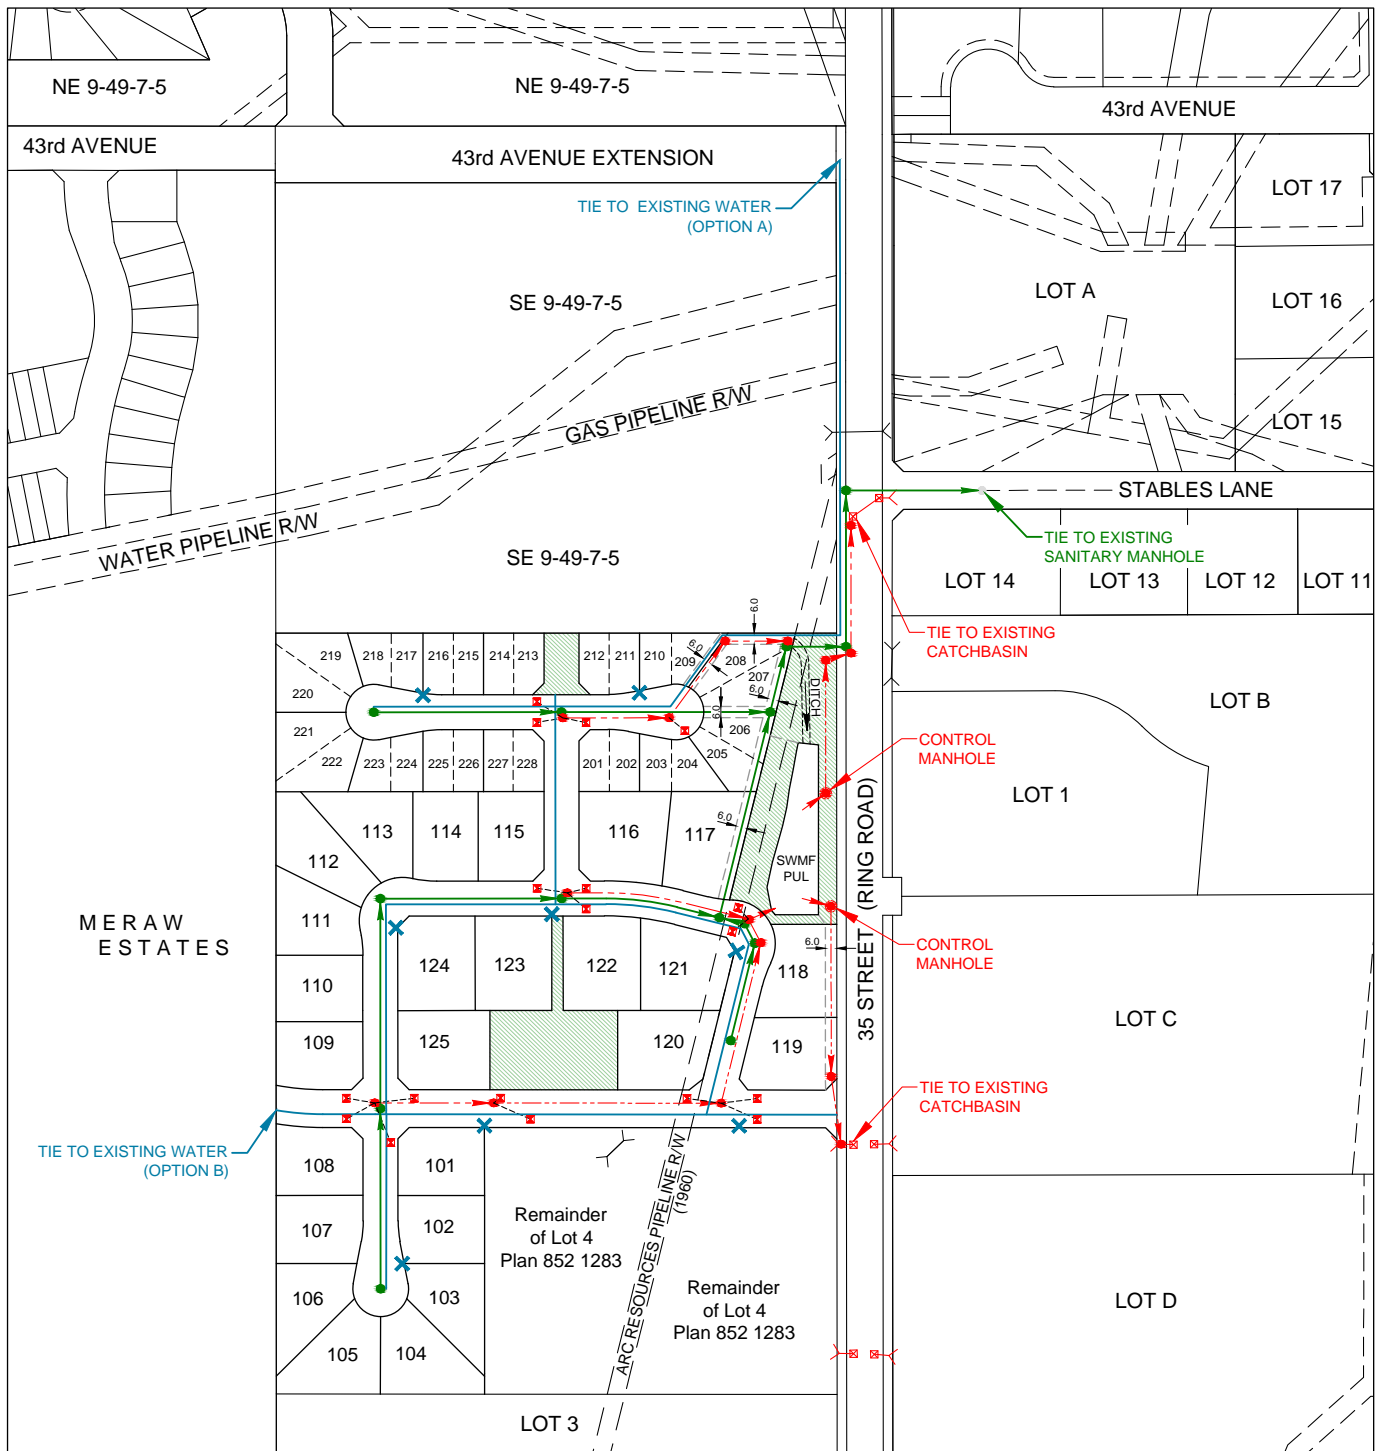 NE 9-49-7-5
NE 9-49-7-5
43rd AVENUE
43rd AVENUE
43rd AVENUE EXTENSION
TIE TO EXISTING WATER
(OPTION A)
LOT 17
LOT A
LOT 16
SE 9-49-7-5
GAS PIPELINE R/W
LOT 15
WATER PIPELINE R/W
STABLES LANE
TIE TO EXISTING
SANITARY MANHOLE
SE 9-49-7-5
LOT 14
LOT 13
LOT 12
LOT 11
TIE TO EXISTING
CATCHBASIN
219
218
217
216
215
214
213
212
211
210
209
208
207
6.0
6.0
6.0
6.0
DITCH
220
221
222
223
224
225
226
227
228
201
202
203
204
205
206
LOT B
CONTROL
MANHOLE
LOT 1
113
114
115
116
117
6.0
112
SWMF
PUL
35 STREET (RING ROAD)
111
MERAW
ESTATES
CONTROL
MANHOLE
6.0
124
123
122
121
118
110
109
125
120
119
LOT C
TIE TO EXISTING
CATCHBASIN
TIE TO EXISTING WATER
(OPTION B)
108
101
107
102
Remainder
of Lot 4
Plan 852 1283
ARC RESOURCES PIPELINE R/W
(1960)
106
103
Remainder
of Lot 4
Plan 852 1283
LOT D
105
104
LOT 3